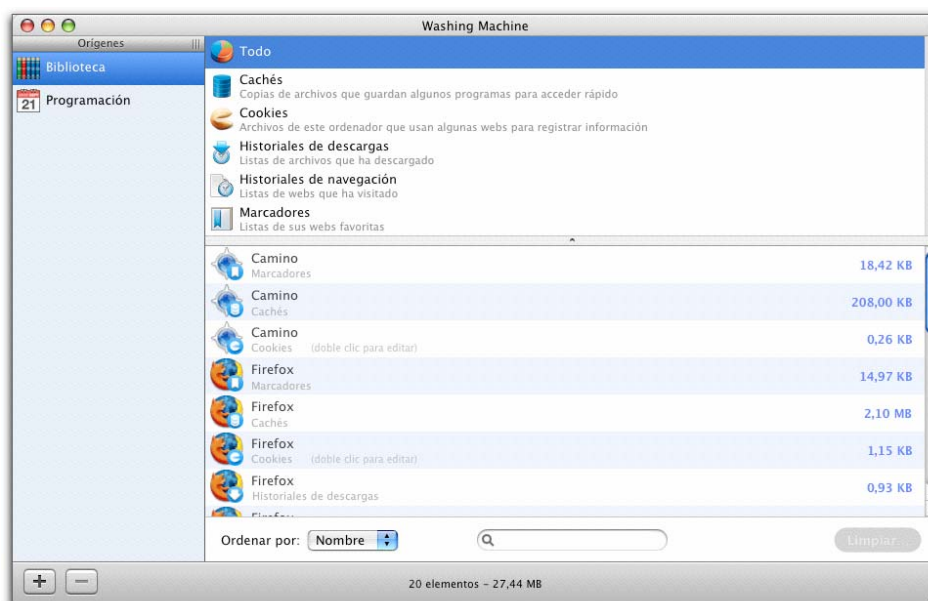 Washing Machine
Orígenes
Biblioteca
21 Programación
Todo
Cachés
Copias de archivos que guardan algunos programas para acceder rápido
Cookies
Archivos de este ordenador que usan algunas webs para registrar información
Historiales de descargas
Listas de archivos que ha descargado
Historiales de navegación
Listas de webs que ha visitado
Marcadores
Listas de sus webs favoritas
Camino 18,42 KB
Marcadores
Camino 208,00 KB
Cachés
Camino 0,26 KB
Cookies (doble clic para editar)
Firefox 14,97 KB
Marcadores
Firefox 2,10 MB
Cachés
Firefox 1,15 KB
Cookies (doble clic para editar)
Firefox 0,93 KB
Historiales de descargas
Firefox
Ordenar por: Nombre Limpiar...
20 elementos – 27,44 MB